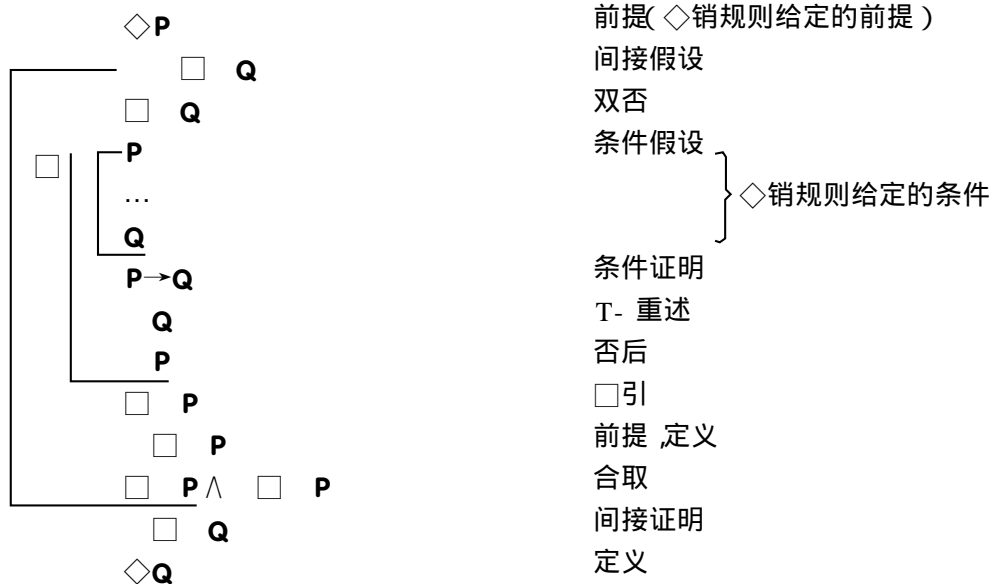 ◇P 前提(◇销规则给定的前提)
□ Q 间接假设
□ Q 双否
P 条件假设
□
… ◇销规则给定的条件
Q
P→Q 条件证明
Q T- 重述
P 否后
□ P □引
□ P 前提,定义
□ P∧ □ P 合取
□ Q 间接证明
◇Q 定义